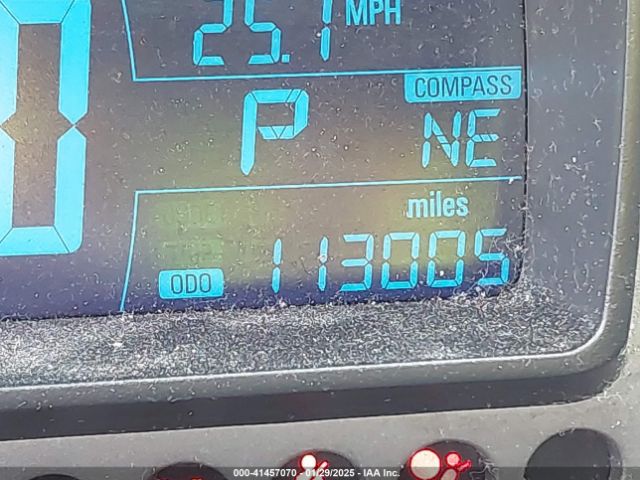 25.1 MPH
COMPASS
P NE
miles
ODO 113005
000-41457070 - 01/29/2025 - IAA Inc.